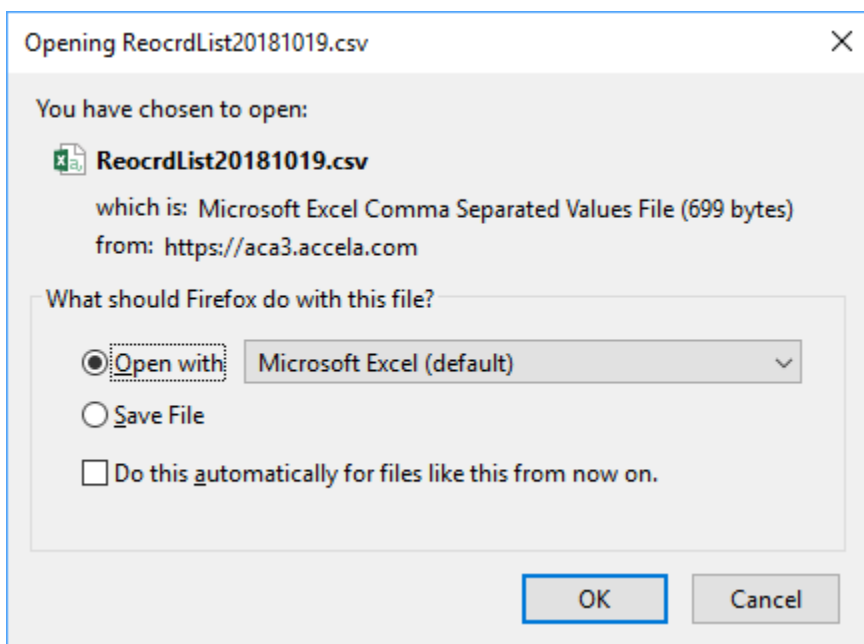 Opening ReocrdList20181019.csv
You have chosen to open:
ReocrdList20181019.csv
which is: Microsoft Excel Comma Separated Values File (699 bytes)
from: https://aca3.accela.com
What should Firefox do with this file?
Open with Microsoft Excel (default)
Save File
Do this automatically for files like this from now on.
OK Cancel